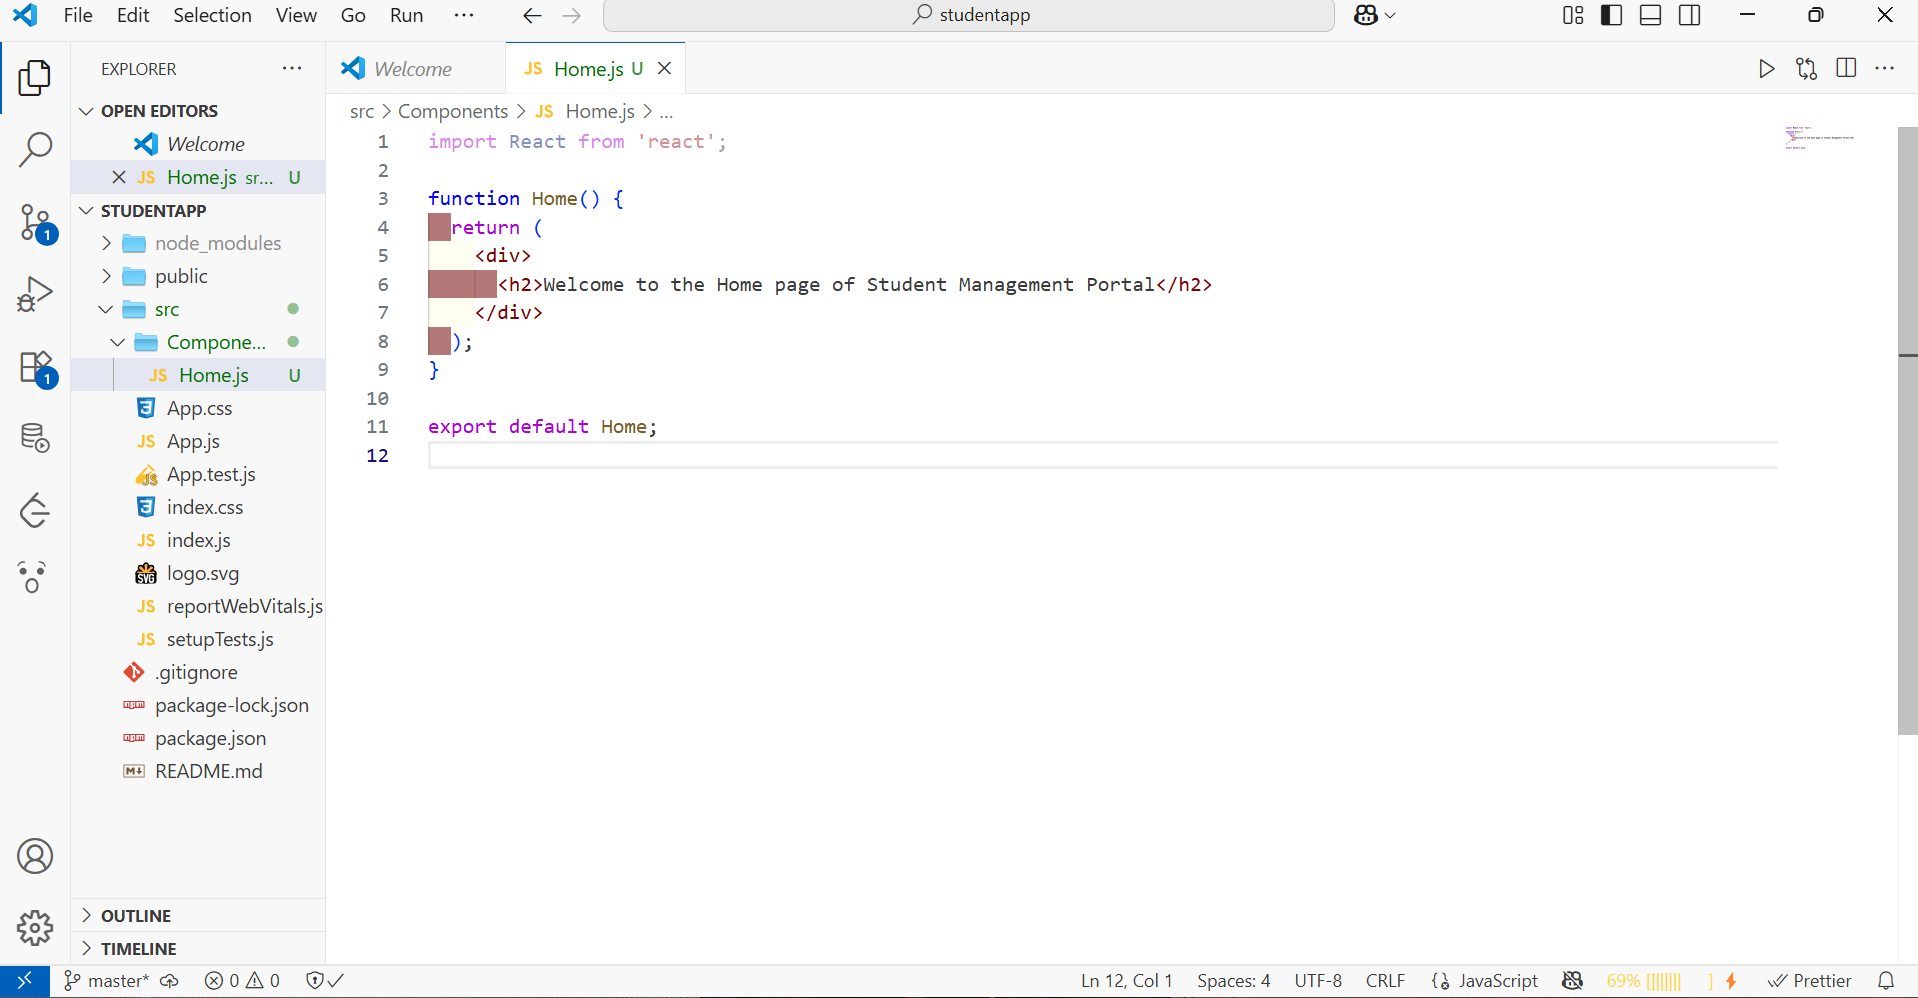 File Edit Selection View Go Run ··· studentapp
EXPLORER ···
Welcome
JS Home.js U
OPEN EDITORS
src > Components > JS Home.js > ...
Welcome
JS Home.js sr... U
STUDENTAPP
node_modules
public
src
Compone...
JS Home.js U
App.css
JS App.js
App.test.js
index.css
JS index.js
SVG logo.svg
JS reportWebVitals.js
JS setupTests.js
.gitignore
package-lock.json
package.json
README.md
OUTLINE
TIMELINE
1
1
1 import React from 'react';
2
3 function Home() {
4 return (
5 <div>
6 <h2>Welcome to the Home page of Student Management Portal</h2>
7 </div>
8 );
9 }
10
11 export default Home;
12
master* 0 0 Ln 12, Col 1 Spaces: 4 UTF-8 CRLF {} JavaScript 69% [||||||| ] Prettier